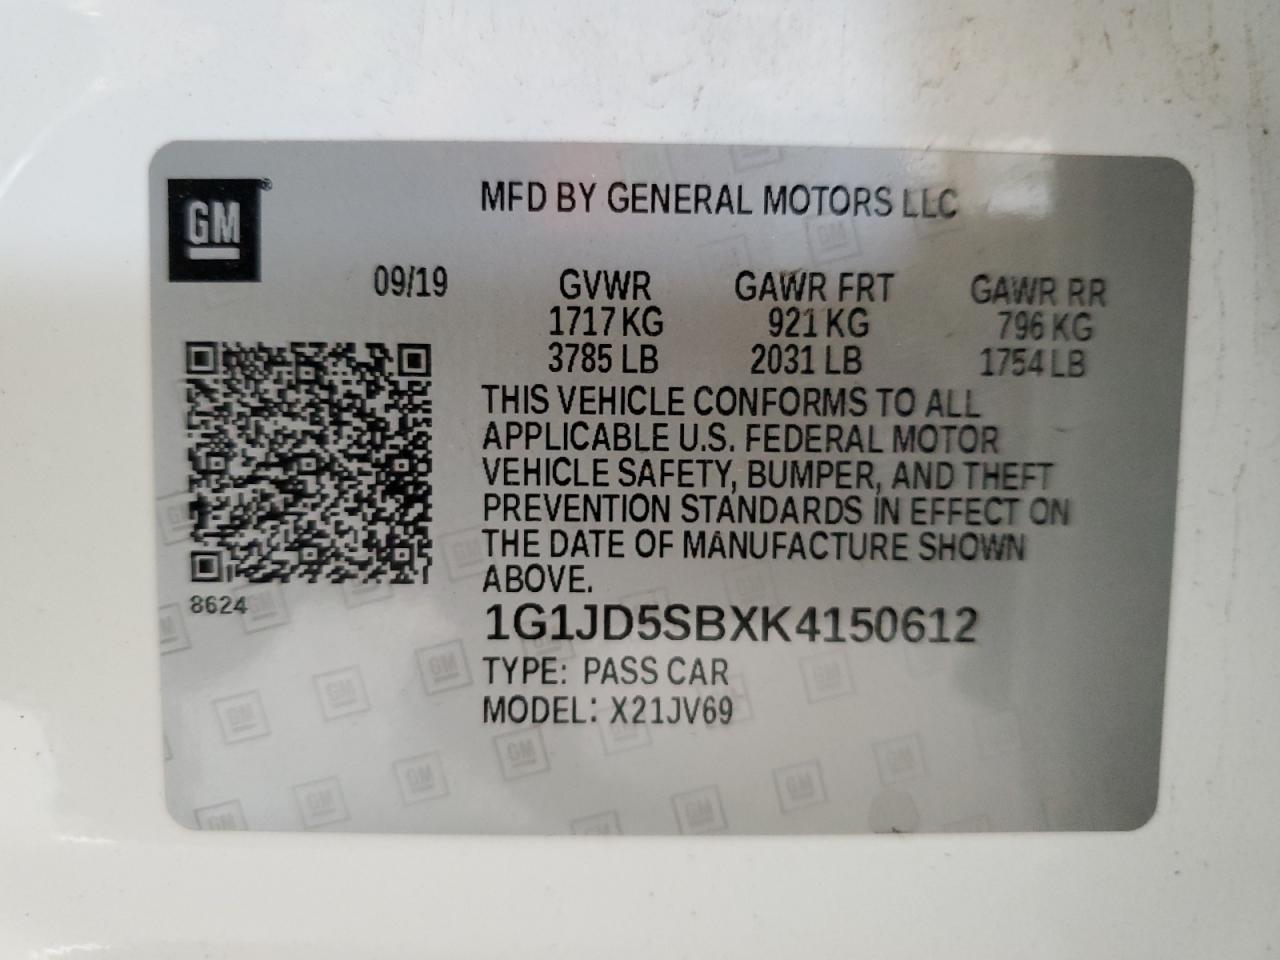 GM
MFD BY GENERAL MOTORS LLC
09/19
GVWR GAWR FRT GAWR RR
1717 KG 921 KG 796 KG
3785 LB 2031 LB 1754 LB
THIS VEHICLE CONFORMS TO ALL
APPLICABLE U.S. FEDERAL MOTOR
VEHICLE SAFETY, BUMPER, AND THEFT
PREVENTION STANDARDS IN EFFECT ON
THE DATE OF MANUFACTURE SHOWN
ABOVE.
8624
1G1JD5SBXK4150612
TYPE: PASS CAR
MODEL: X21JV69